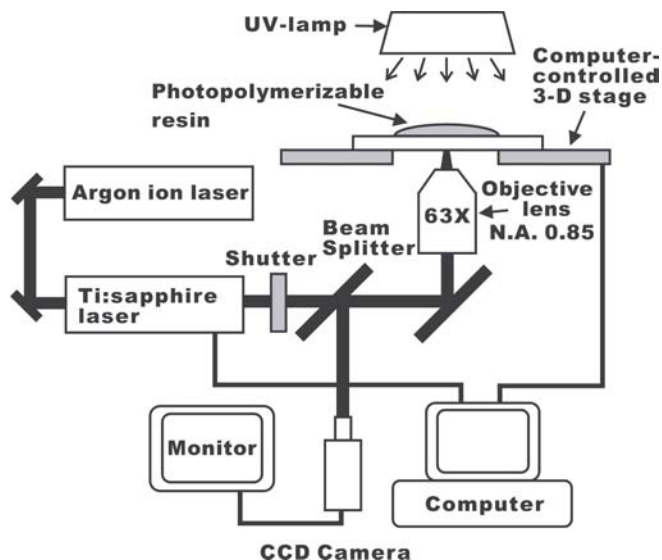 UV-lamp
Computer-
controlled
3-D stage
Photopolymerizable
resin
Argon ion laser
63X
Objective
lens
N.A. 0.85
Beam
Splitter
Shutter
Ti:sapphire
laser
Monitor
Computer
CCD Camera